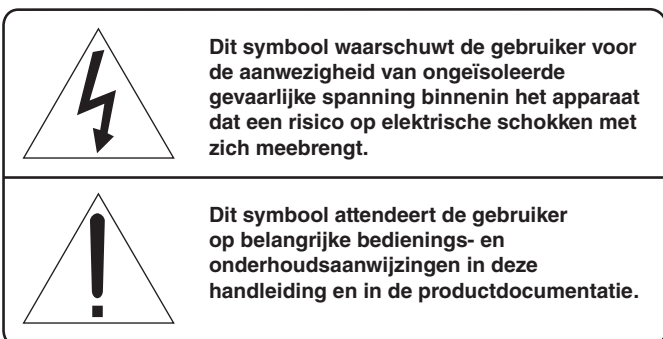 Dit symbool waarschuwt de gebruiker voor
de aanwezigheid van ongeïsoleerde
gevaarlijke spanning binnenin het apparaat
dat een risico op elektrische schokken met
zich meebrengt.
Dit symbool attendeert de gebruiker
op belangrijke bedienings- en
onderhoudsaanwijzingen in deze
handleiding en in de productdocumentatie.